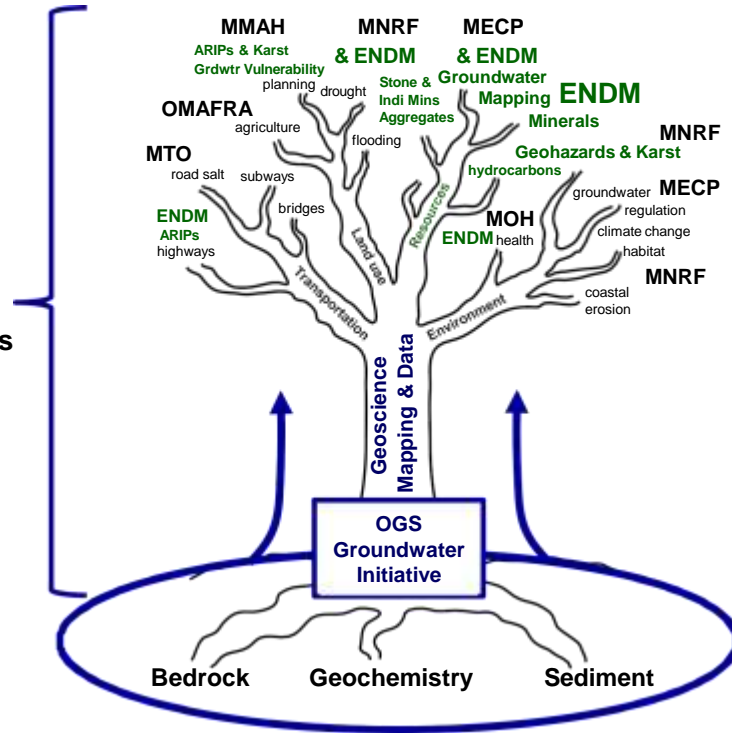 MMAH
ARIPs & Karst
Grdwtr Vulnerability
planning
MNRF
& ENDM
drought
Stone &
Indi Mins
Aggregates
MECP
& ENDM
Groundwater
Mapping
ENDM
Minerals
OMAFRA
agriculture
flooding
MTO
road salt
subways
bridges
ENDM
ARIPs
highways
MNRF
Geohazards & Karst
hydrocarbons
groundwater
MECP
regulation
climate change
habitat
MNRF
coastal
erosion
MOH
ENDM
health
Transportation
Land use
Resources
Environment
s
Geoscience
Mapping & Data
OGS
Groundwater
Initiative
Bedrock
Geochemistry
Sediment